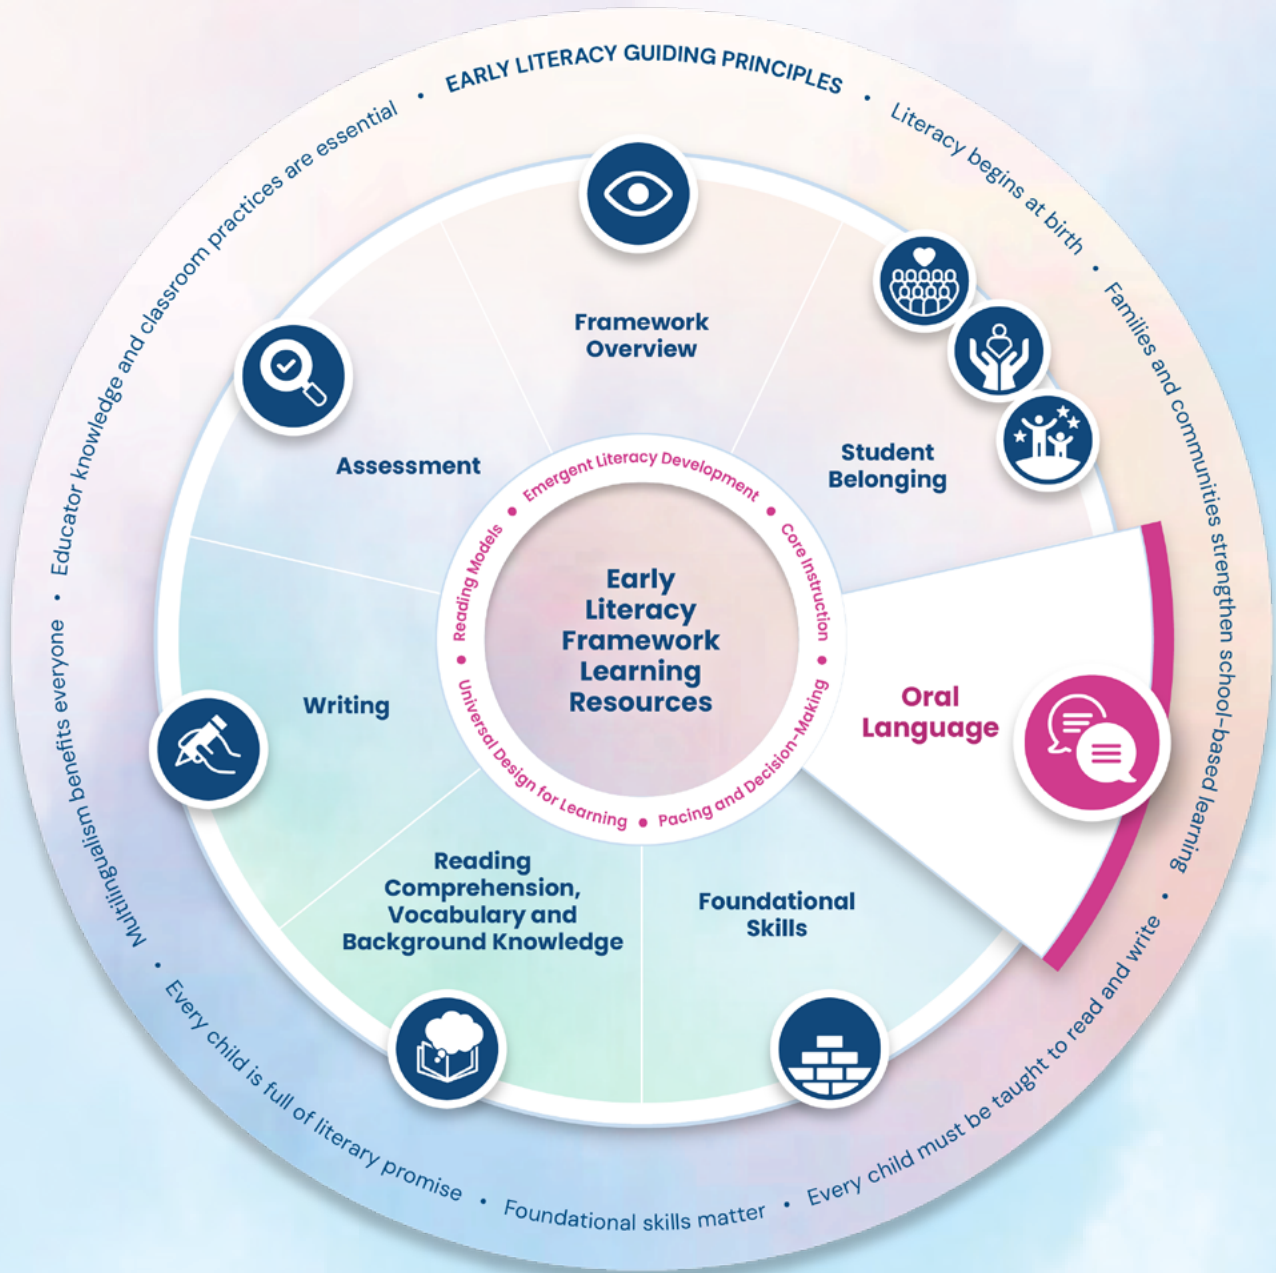 EARLY LITERACY GUIDING PRINCIPLES
• Literacy begins at birth
• Families and communities strengthen school-based learning
• Every child must be taught to read and write
• Foundational skills matter
• Every child is full of literary promise
• Multilingualism benefits everyone
• Educator knowledge and classroom practices are essential •
Framework
Overview
Student
Belonging
Oral
Language
Foundational
Skills
Reading
Comprehension,
Vocabulary and
Background Knowledge
Writing
Assessment
Emergent Literacy Development
• Core Instruction
• Pacing and Decision-Making
• Universal Design for Learning
• Reading Models •
Early
Literacy
Framework
Learning
Resources